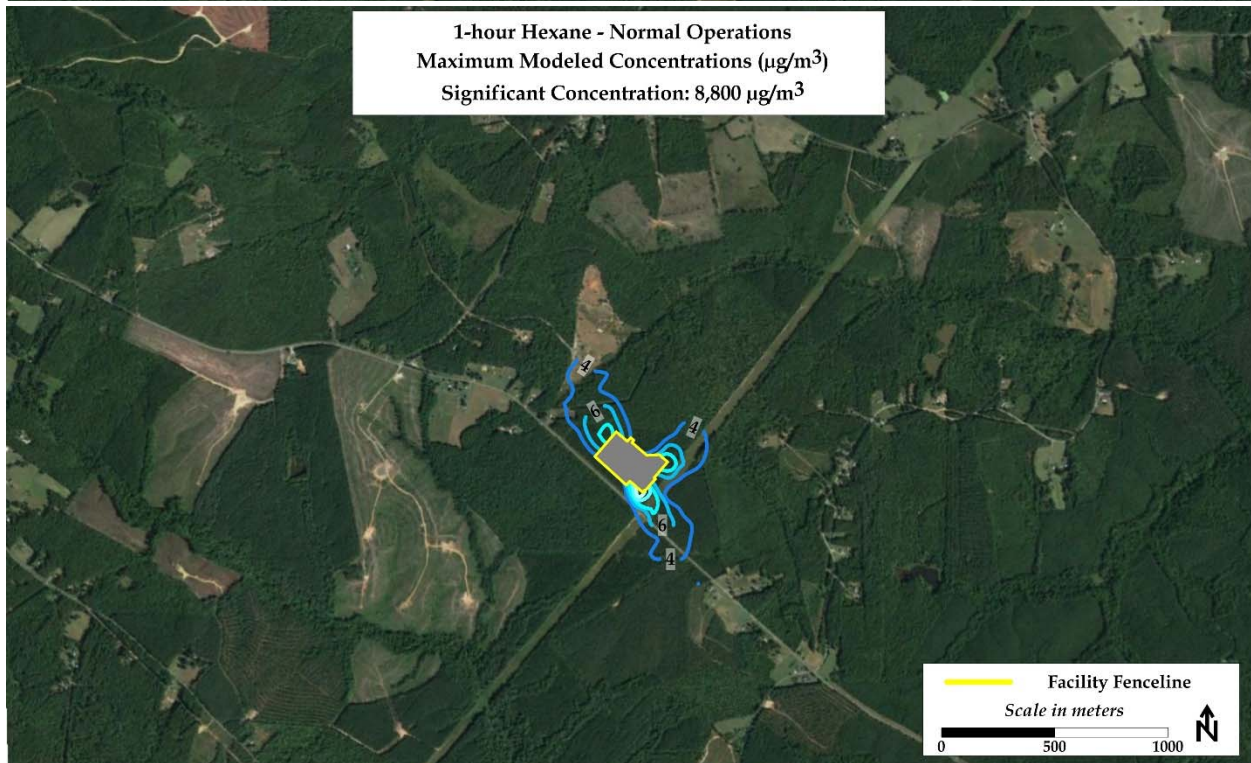 1-hour Hexane - Normal Operations
Maximum Modeled Concentrations (µg/m³)
Significant Concentration: 8,800 µg/m³
4
6
4
6
4
Facility Fenceline
Scale in meters
N
0 500 1000